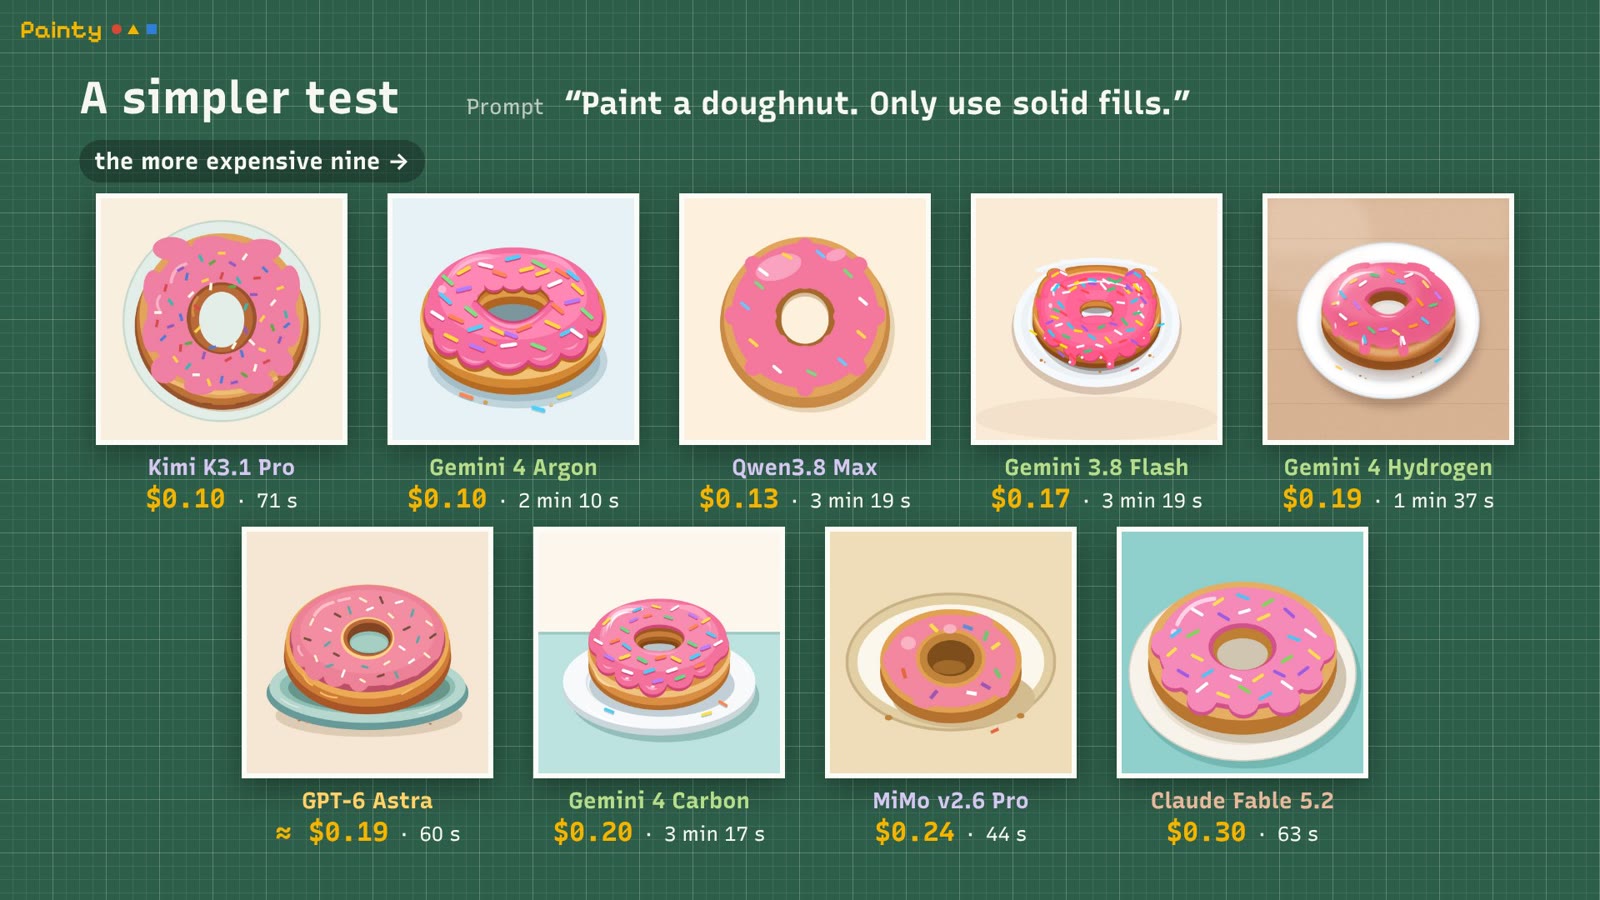 Painty
A simpler test
Prompt “Paint a doughnut. Only use solid fills.”
the more expensive nine →
Kimi K3.1 Pro
$0.10 · 71 s
Gemini 4 Argon
$0.10 · 2 min 10 s
Qwen3.8 Max
$0.13 · 3 min 19 s
Gemini 3.8 Flash
$0.17 · 3 min 19 s
Gemini 4 Hydrogen
$0.19 · 1 min 37 s
GPT-6 Astra
≈ $0.19 · 60 s
Gemini 4 Carbon
$0.20 · 3 min 17 s
MiMo v2.6 Pro
$0.24 · 44 s
Claude Fable 5.2
$0.30 · 63 s